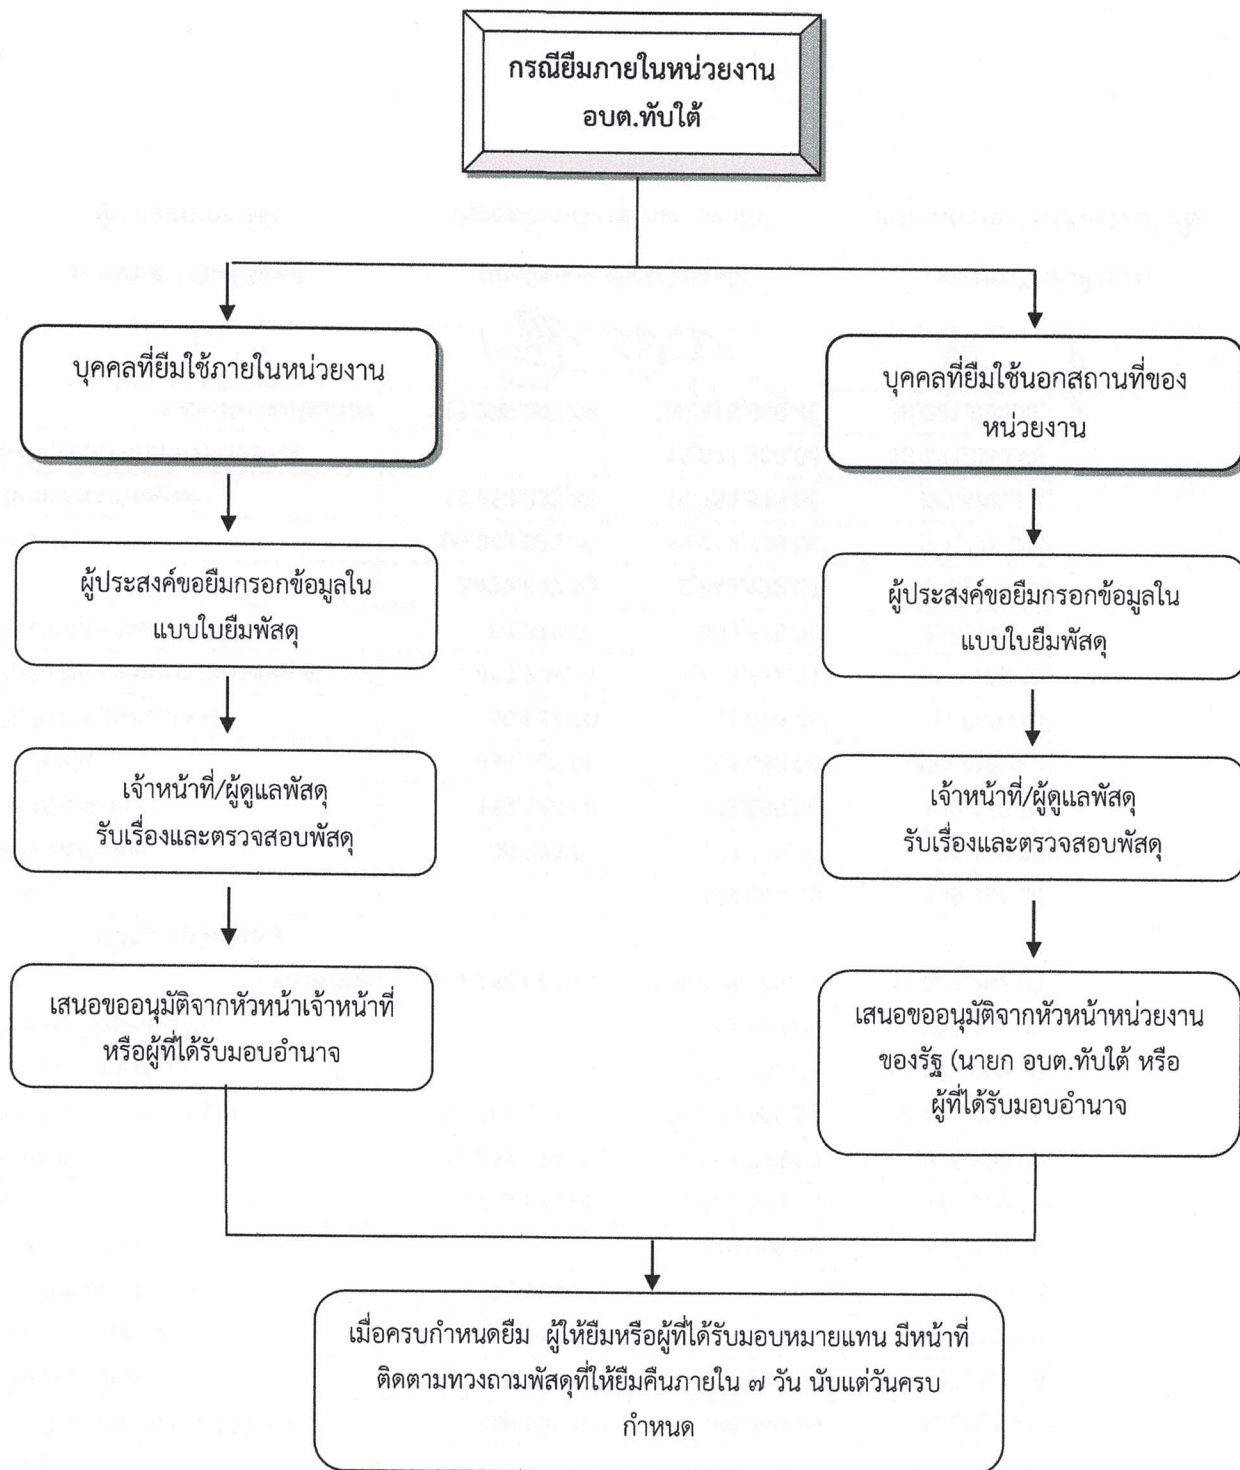 กรณียืมภายในหน่วยงาน
อบต.ทับใต้
บุคคลที่ยืมใช้ภายในหน่วยงาน
ผู้ประสงค์ขอยืมกรอกข้อมูลใน
แบบใบยืมพัสดุ
เจ้าหน้าที่/ผู้ดูแลพัสดุ
รับเรื่องและตรวจสอบพัสดุ
เสนอขออนุมัติจากหัวหน้าเจ้าหน้าที่
หรือผู้ที่ได้รับมอบอำนาจ
บุคคลที่ยืมใช้นอกสถานที่ของ
หน่วยงาน
ผู้ประสงค์ขอยืมกรอกข้อมูลใน
แบบใบยืมพัสดุ
เจ้าหน้าที่/ผู้ดูแลพัสดุ
รับเรื่องและตรวจสอบพัสดุ
เสนอขออนุมัติจากหัวหน้าหน่วยงาน
ของรัฐ (นายก อบต.ทับใต้ หรือ
ผู้ที่ได้รับมอบอำนาจ
เมื่อครบกำหนดยืม ผู้ให้ยืมหรือผู้ที่ได้รับมอบหมายแทน มีหน้าที่
ติดตามทวงถามพัสดุที่ให้ยืมคืนภายใน ๗ วัน นับแต่วันครบ
กำหนด